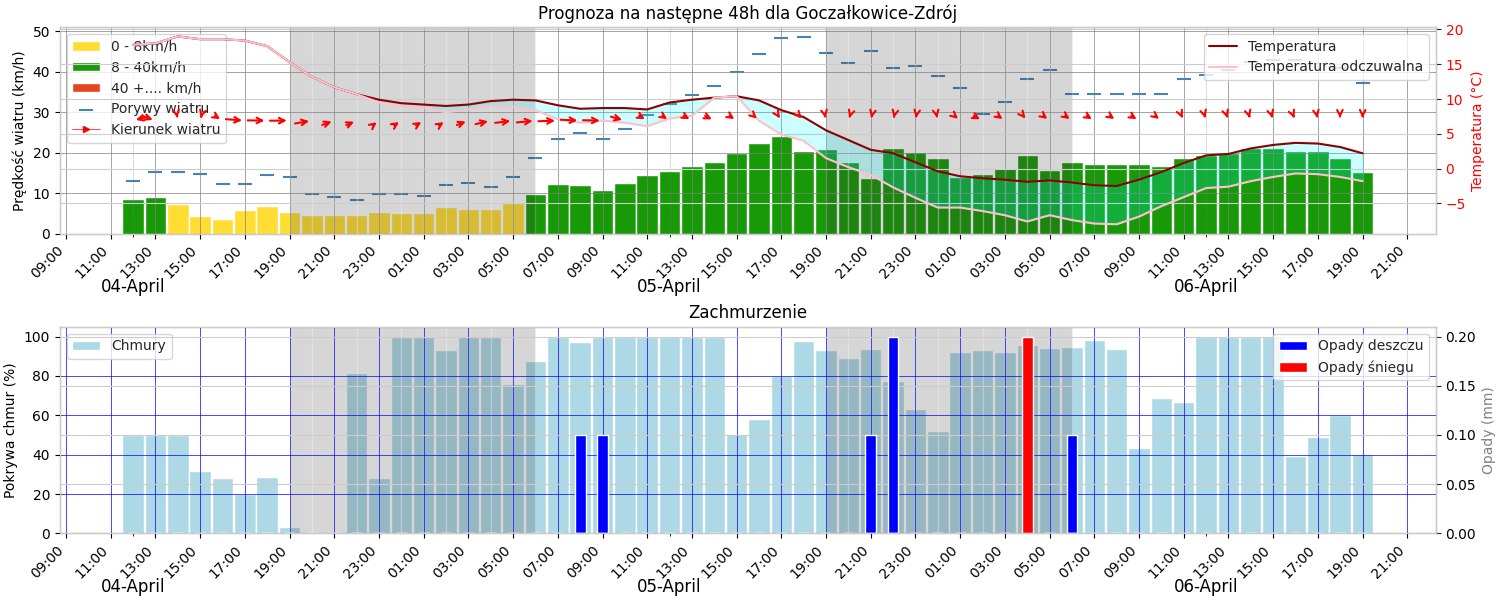 Prognoza na następne 48h dla Goczałkowice-Zdrój
Prędkość wiatru (km/h)
50
40
30
20
10
0
0 - 8km/h
8 - 40km/h
40 +.... km/h
Porywy wiatru
Kierunek wiatru
Temperatura
Temperatura odczuwalna
20
15
10
5
0
−5
Temperatura (°C)
09:00 11:00 13:00 15:00 17:00 19:00 21:00 23:00 01:00 03:00 05:00 07:00 09:00 11:00 13:00 15:00 17:00 19:00 21:00 23:00 01:00 03:00 05:00 07:00 09:00 11:00 13:00 15:00 17:00 19:00 21:00
04-April 05-April 06-April
Zachmurzenie
Pokrywa chmur (%)
100
80
60
40
20
0
Chmury
Opady deszczu
Opady śniegu
0.20
0.15
0.10
0.05
0.00
Opady (mm)
09:00 11:00 13:00 15:00 17:00 19:00 21:00 23:00 01:00 03:00 05:00 07:00 09:00 11:00 13:00 15:00 17:00 19:00 21:00 23:00 01:00 03:00 05:00 07:00 09:00 11:00 13:00 15:00 17:00 19:00 21:00
04-April 05-April 06-April